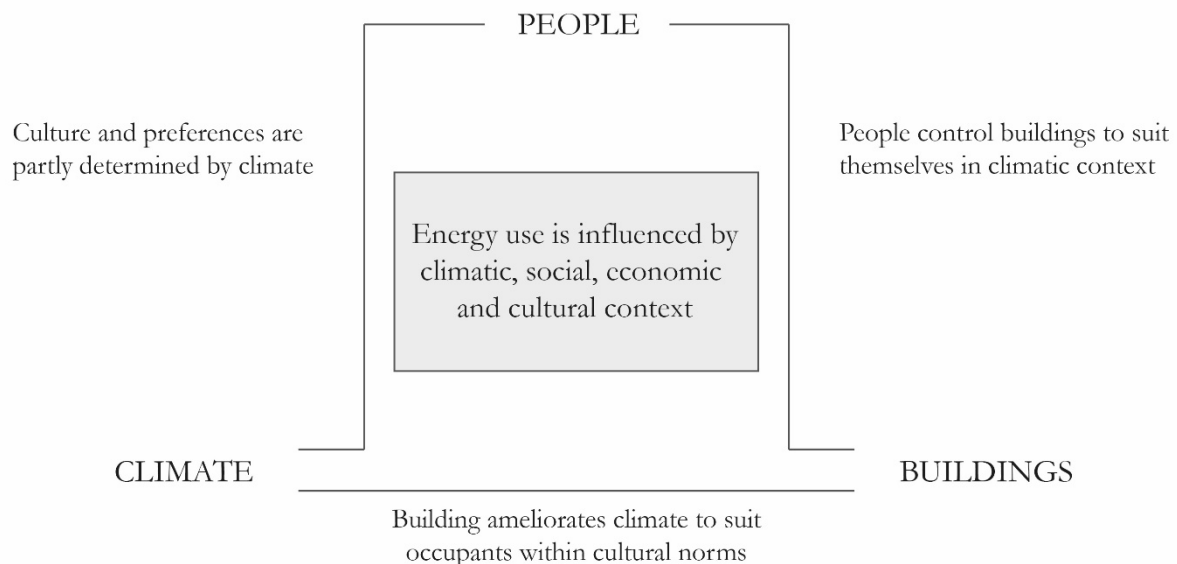 PEOPLE
Culture and preferences are
partly determined by climate
People control buildings to suit
themselves in climatic context
Energy use is influenced by
climatic, social, economic
and cultural context
CLIMATE
BUILDINGS
Building ameliorates climate to suit
occupants within cultural norms